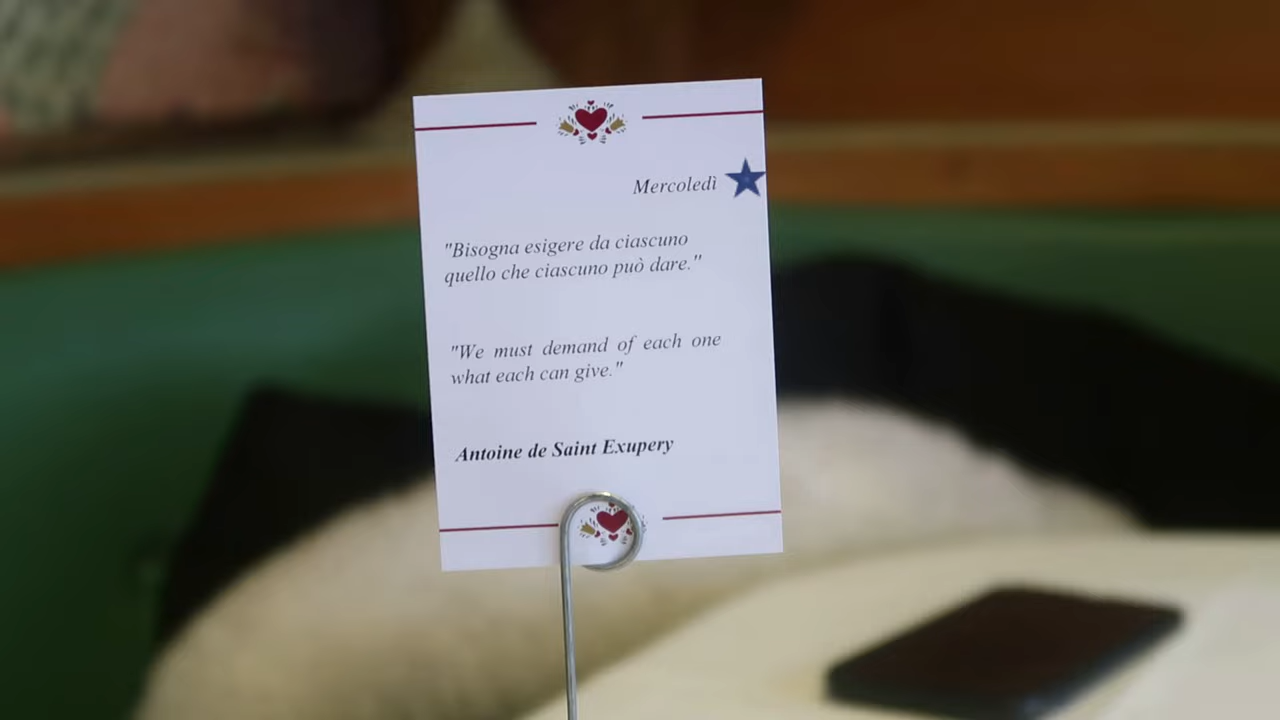 Mercoledì
"Bisogna esigere da ciascuno
quello che ciascuno può dare."
"We must demand of each one
what each can give."
Antoine de Saint Exupery